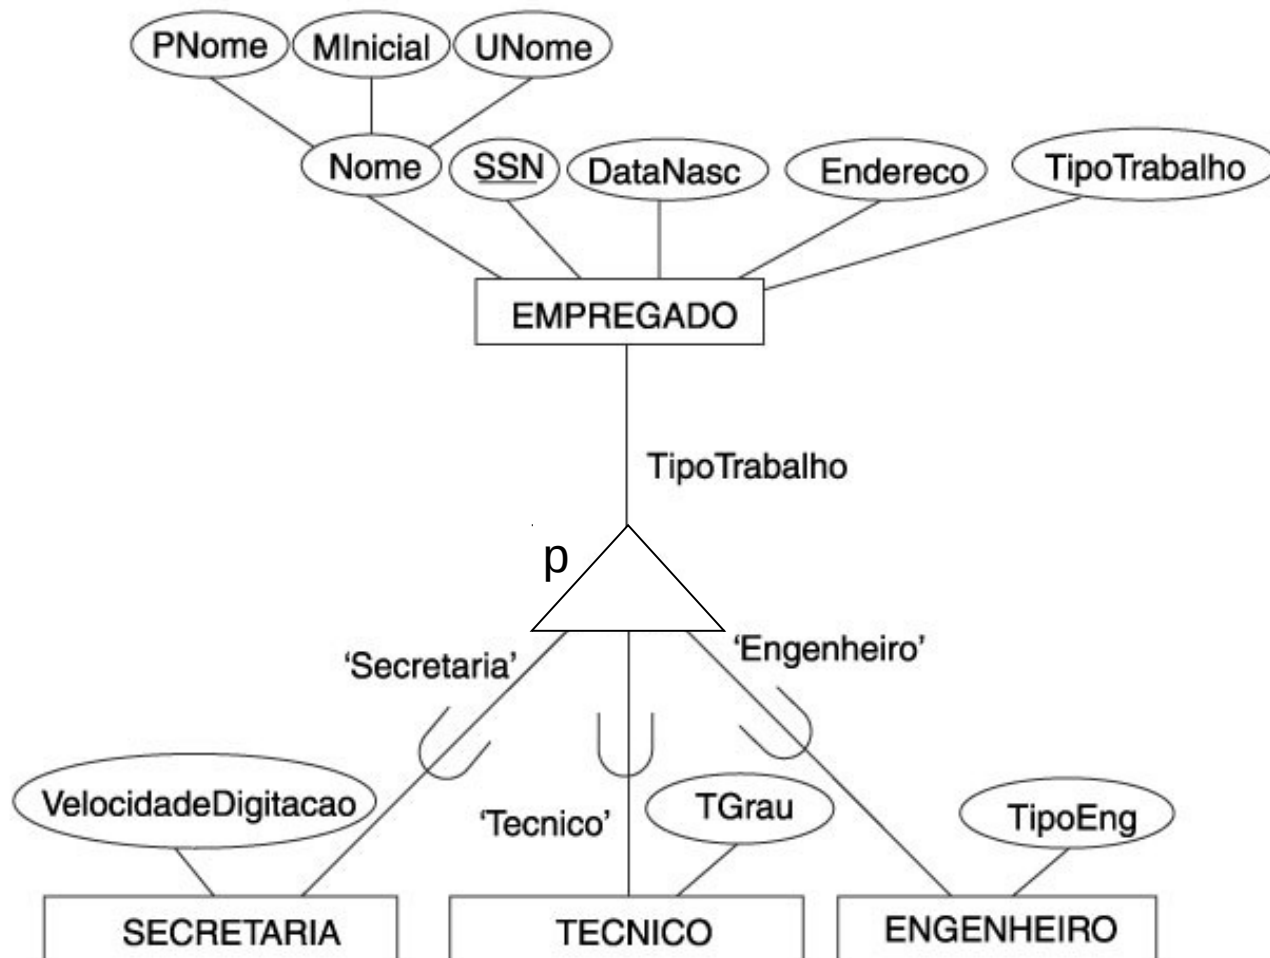 PNome MInicial UNome
Nome SSN DataNasc Endereco TipoTrabalho
EMPREGADO
TipoTrabalho
p
'Secretaria' 'Engenheiro'
VelocidadeDigitacao 'Tecnico' TGrau TipoEng
SECRETARIA TECNICO ENGENHEIRO